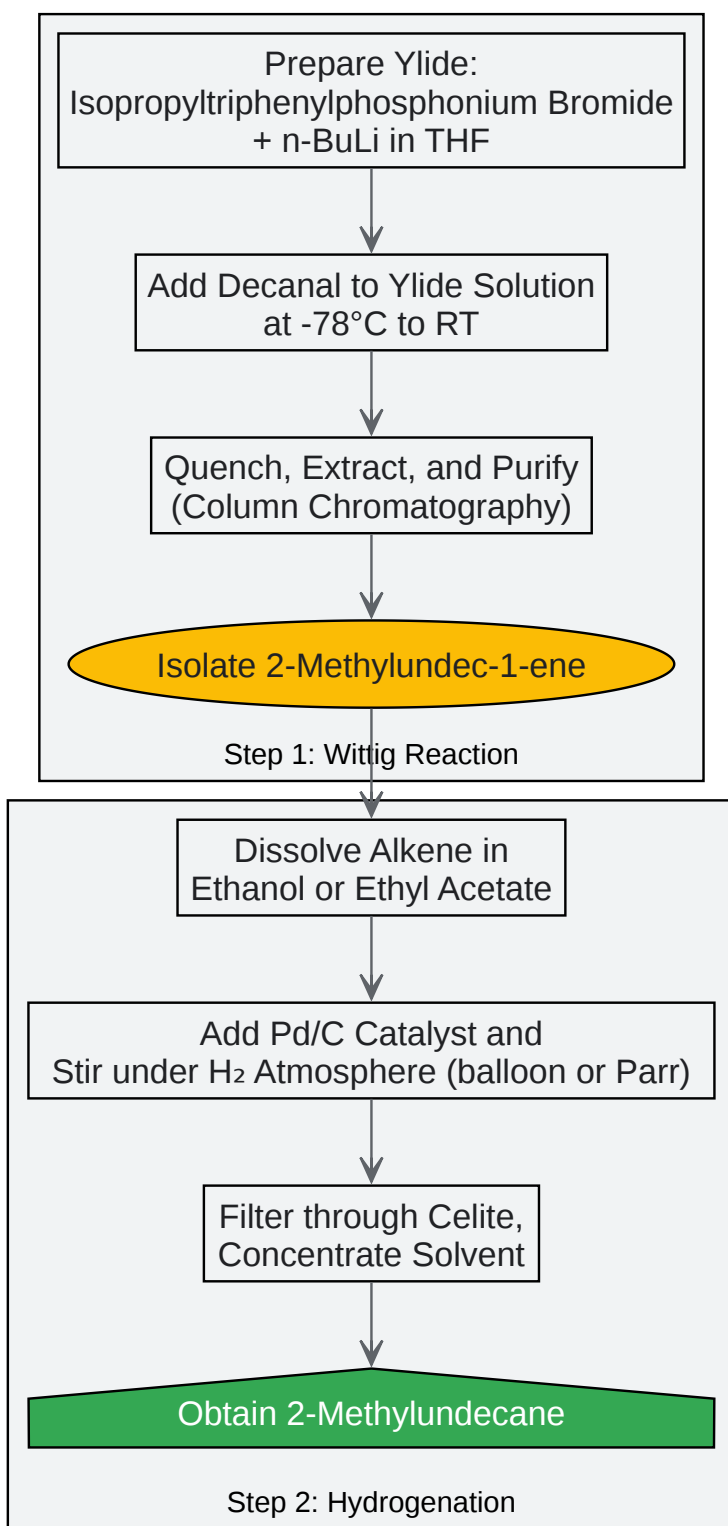 Prepare Ylide:
Isopropyltriphenylphosphonium Bromide
+ n-BuLi in THF
Add Decanal to Ylide Solution
at -78°C to RT
Quench, Extract, and Purify
(Column Chromatography)
Isolate 2-Methylundec-1-ene
Step 1: Wittig Reaction
Dissolve Alkene in
Ethanol or Ethyl Acetate
Add Pd/C Catalyst and
Stir under H₂ Atmosphere (balloon or Parr)
Filter through Celite,
Concentrate Solvent
Obtain 2-Methylundecane
Step 2: Hydrogenation